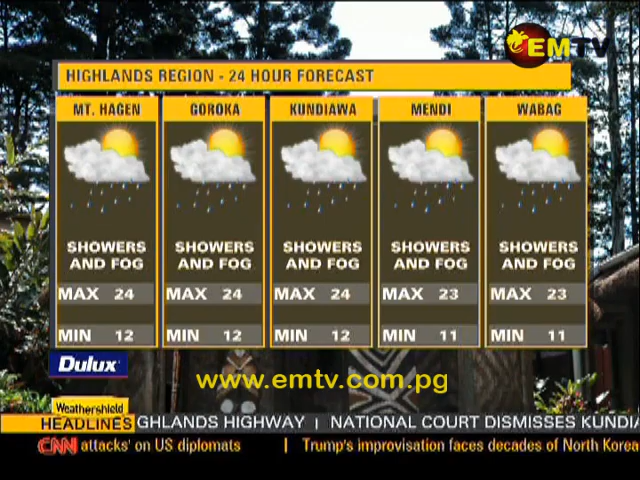 EMTV
HIGHLANDS REGION - 24 HOUR FORECAST
MT. HAGEN
SHOWERS
AND FOG
MAX 24
MIN 12
GOROKA
SHOWERS
AND FOG
MAX 24
MIN 12
KUNDIAWA
SHOWERS
AND FOG
MAX 24
MIN 12
MENDI
SHOWERS
AND FOG
MAX 23
MIN 11
WABAG
SHOWERS
AND FOG
MAX 23
MIN 11
Dulux
www.emtv.com.pg
Weathershield
HEADLINES GHLANDS HIGHWAY | NATIONAL COURT DISMISSES KUNDIA
CNN attacks' on US diplomats | Trump's improvisation faces decades of North Korea